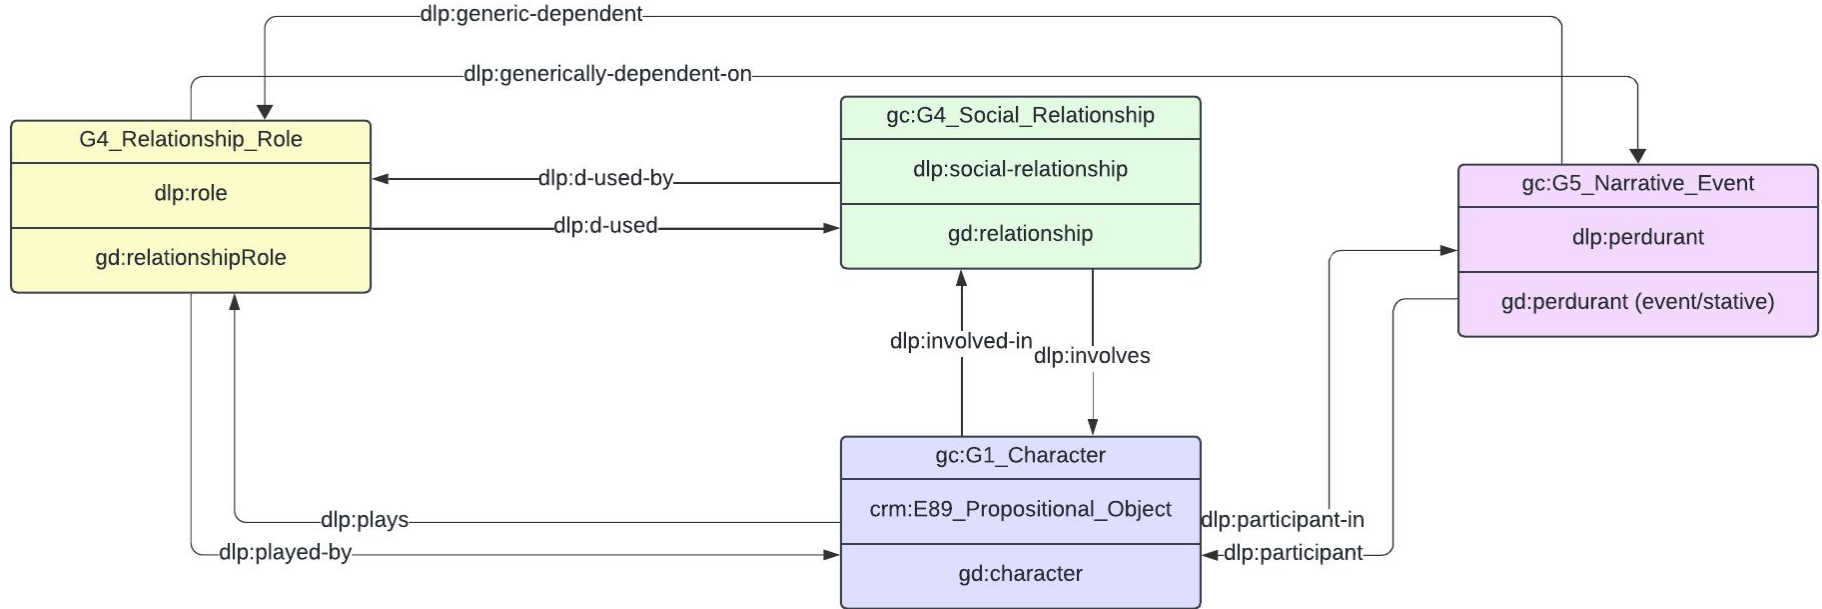 dlp:generic-dependent
dlp:generically-dependent-on
G4_Relationship_Role
dlp:role
gd:relationshipRole
dlp:d-used-by
dlp:d-used
gc:G4_Social_Relationship
dlp:social-relationship
gd:relationship
gc:G5_Narrative_Event
dlp:perdurant
gd:perdurant (event/stative)
dlp:involved-in
dlp:involves
gc:G1_Character
crm:E89_Propositional_Object
gd:character
dlp:plays
dlp:played-by
dlp:participant-in
dlp:participant